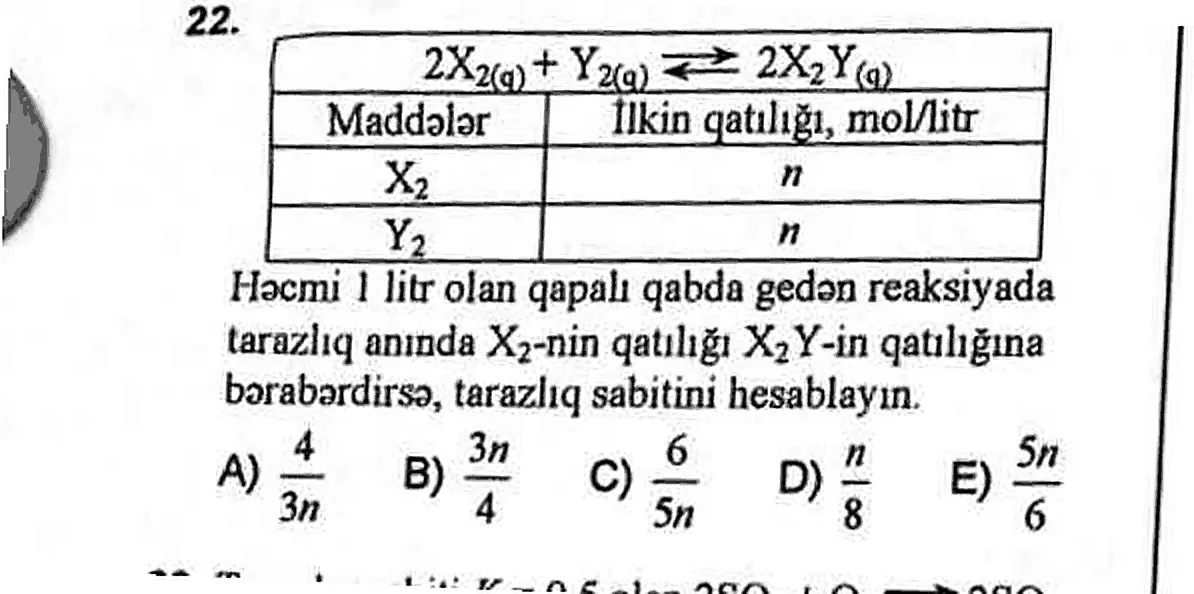 22.
2X₂(q) + Y₂(q) ⇄ 2X₂Y(q)
Maddələr İlkin qatılığı, mol/litr
X₂ n
Y₂ n
Həcmi 1 litr olan qapalı qabda gedən reaksiyada
tarazlıq anında X₂-nin qatılığı X₂Y-in qatılığına
bərabərdirsə, tarazlıq sabitini hesablayın.
A) 4/3n B) 3n/4 C) 6/5n D) n/8 E) 5n/6